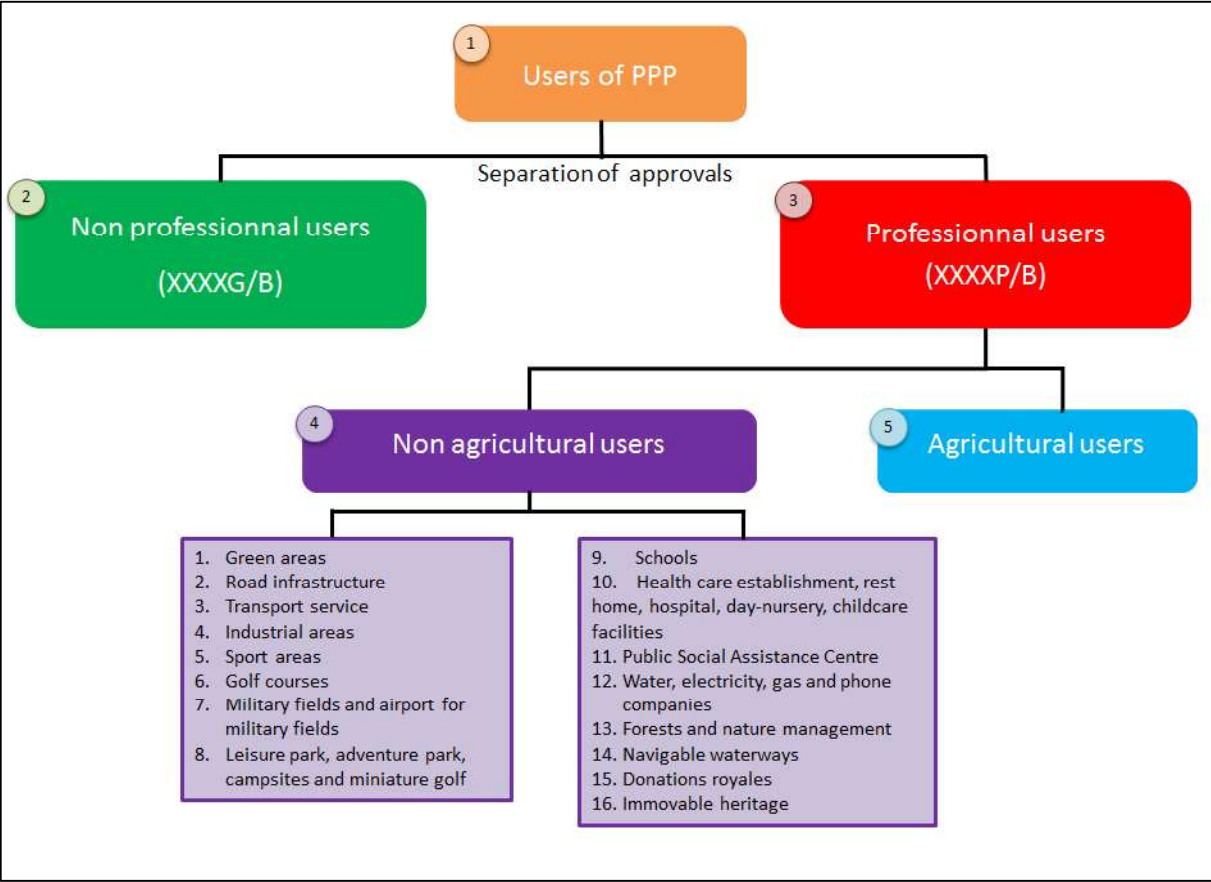 1
Users of PPP
Separation of approvals
2
Non professionnal users
(XXXXG/B)
3
Professionnal users
(XXXXP/B)
4
Non agricultural users
5
Agricultural users
1. Green areas
2. Road infrastructure
3. Transport service
4. Industrial areas
5. Sport areas
6. Golf courses
7. Military fields and airport for
military fields
8. Leisure park, adventure park,
campsites and miniature golf
9. Schools
10. Health care establishment, rest
home, hospital, day-nursery, childcare
facilities
11. Public Social Assistance Centre
12. Water, electricity, gas and phone
companies
13. Forests and nature management
14. Navigable waterways
15. Donations royales
16. Immovable heritage